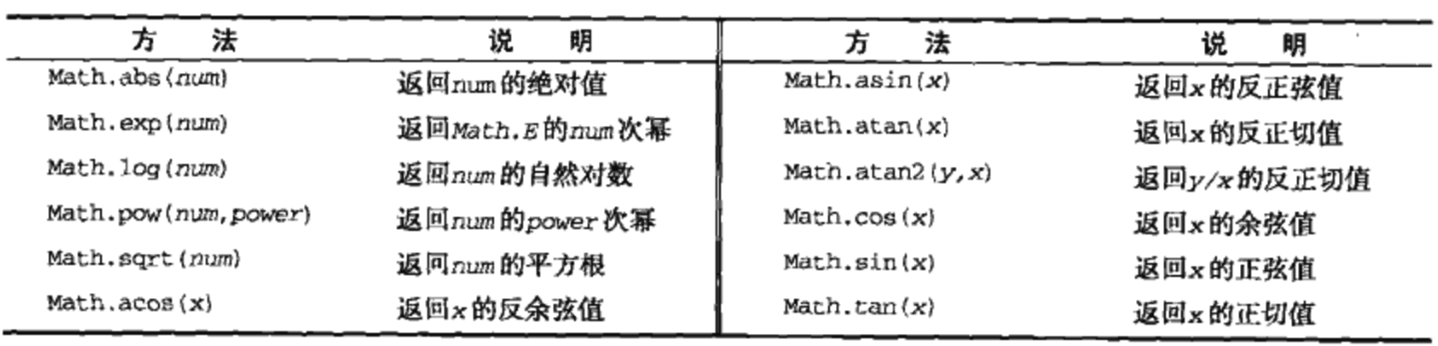 方 法 说 明 方 法 说 明
Math.abs(num) 返回num的绝对值 Math.asin(x) 返回x的反正弦值
Math.exp(num) 返回Math.E的num次幂 Math.atan(x) 返回x的反正切值
Math.log(num) 返回num的自然对数 Math.atan2(y,x) 返回y/x的反正切值
Math.pow(num,power) 返回num的power次幂 Math.cos(x) 返回x的余弦值
Math.sqrt(num) 返回num的平方根 Math.sin(x) 返回x的正弦值
Math.acos(x) 返回x的反余弦值 Math.tan(x) 返回x的正切值